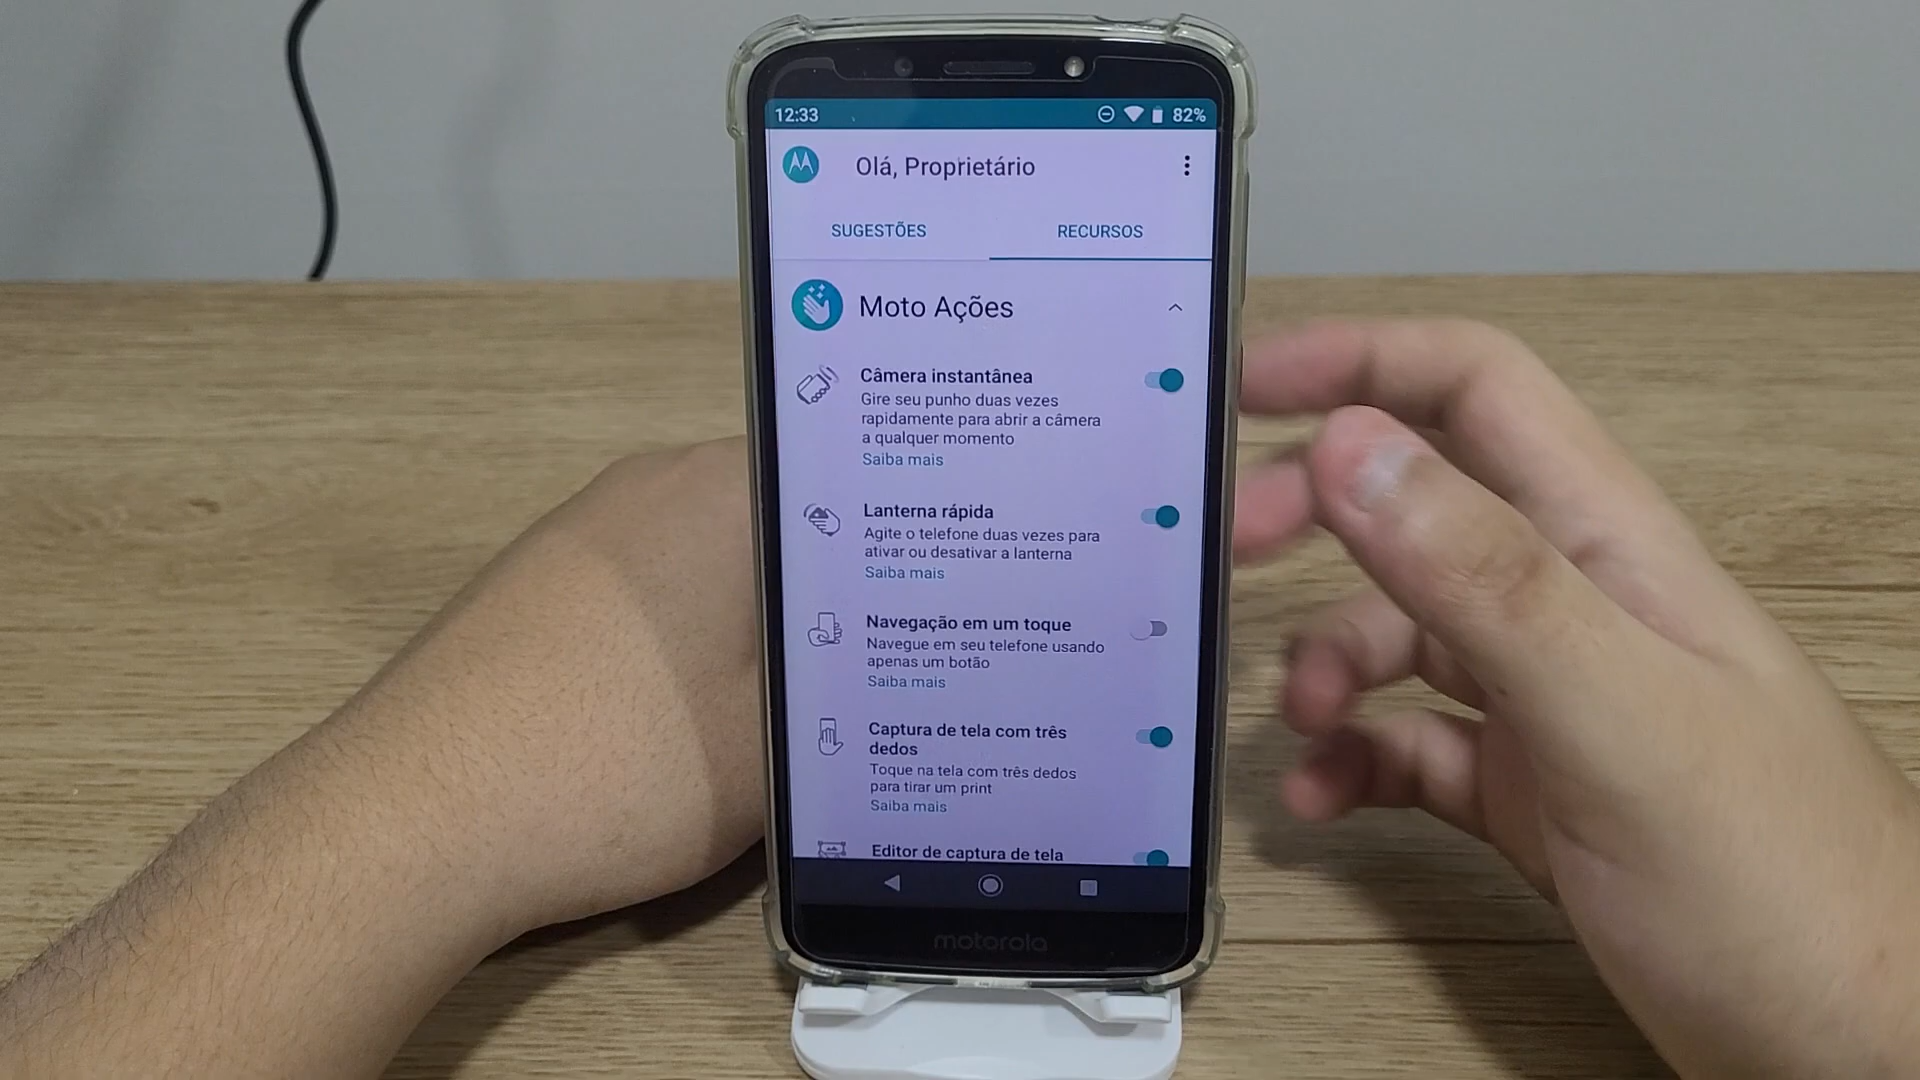 12:33
82%
Olá, Proprietário
SUGESTÕES
RECURSOS
Moto Ações
Câmera instantânea
Gire seu punho duas vezes
rapidamente para abrir a câmera
a qualquer momento
Saiba mais
Lanterna rápida
Agite o telefone duas vezes para
ativar ou desativar a lanterna
Saiba mais
Navegação em um toque
Navegue em seu telefone usando
apenas um botão
Saiba mais
Captura de tela com três
dedos
Toque na tela com três dedos
para tirar um print
Saiba mais
Editor de captura de tela
motorola